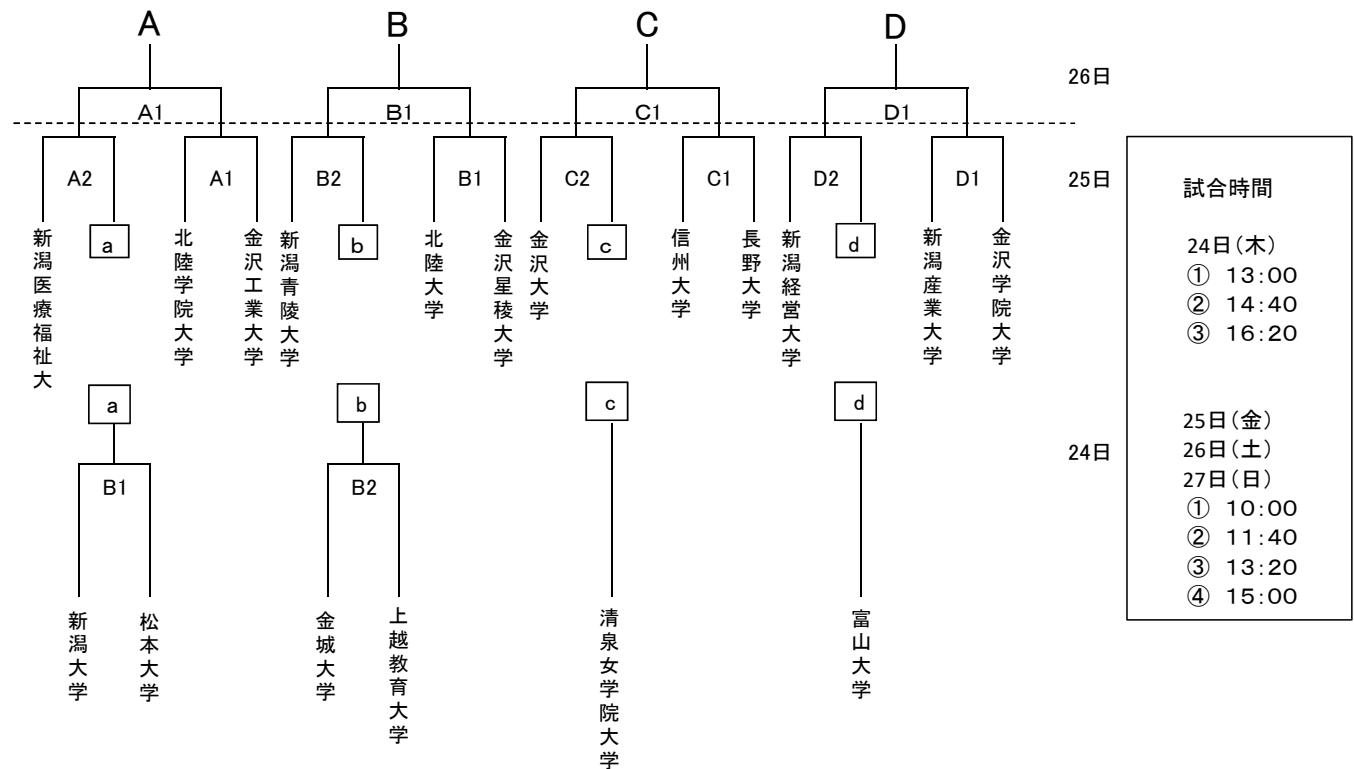 A
B
C
D
26日
A1
B1
C1
D1
25日
A2
A1
B2
B1
C2
C1
D2
D1
新潟医療福祉大
a
北陸学院大学
金沢工業大学
新潟青陵大学
b
北陸大学
金沢星稜大学
金沢大学
c
信州大学
長野大学
新潟経営大学
d
新潟産業大学
金沢学院大学
a
b
c
d
24日
B1
B2
新潟大学
松本大学
金城大学
上越教育大学
清泉女学院大学
富山大学
試合時間
24日(木)
① 13:00
② 14:40
③ 16:20
25日(金)
26日(土)
27日(日)
① 10:00
② 11:40
③ 13:20
④ 15:00